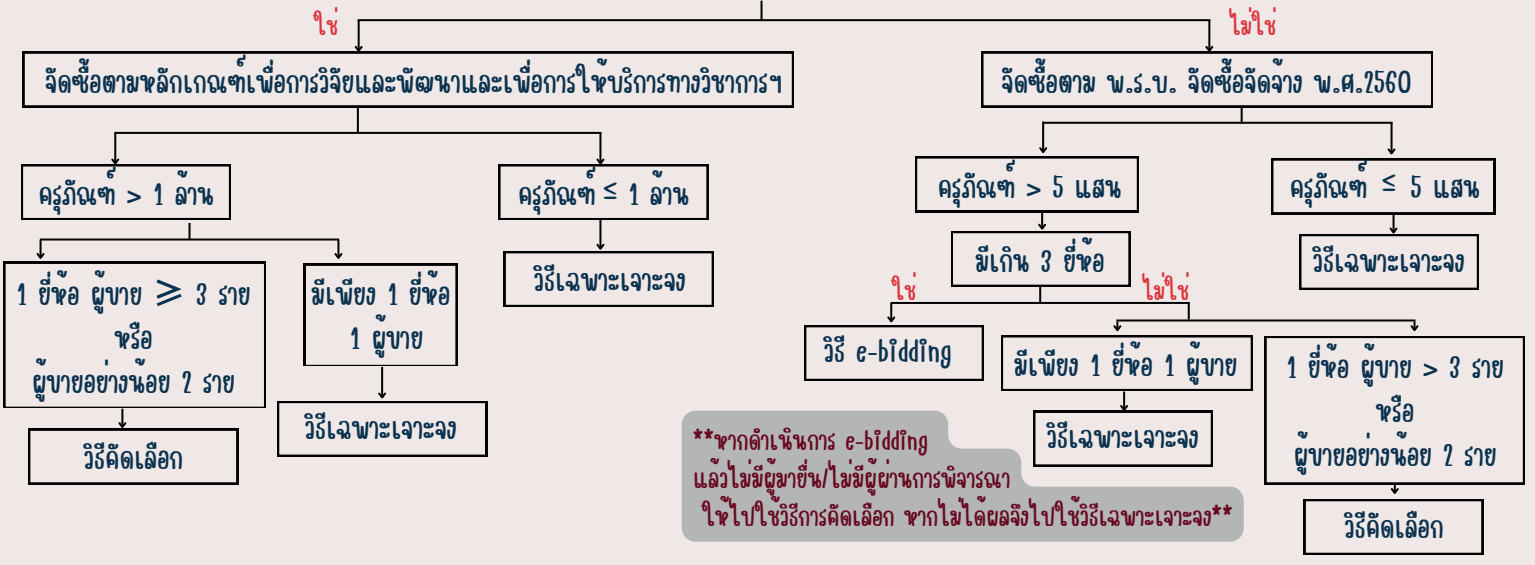 ใช่
ไม่ใช่
จัดซื้อตามหลักเกณฑ์เพื่อการวิจัยและพัฒนาและเพื่อการให้บริการทางวิชาการฯ
จัดซื้อตาม พ.ร.บ. จัดซื้อจัดจ้าง พ.ศ.2560
ครุภัณฑ์ > 1 ล้าน
ครุภัณฑ์ ≤ 1 ล้าน
ครุภัณฑ์ > 5 แสน
ครุภัณฑ์ ≤ 5 แสน
1 ยี่ห้อ ผู้ขาย ≥ 3 ราย
หรือ
ผู้ขายอย่างน้อย 2 ราย
มีเพียง 1 ยี่ห้อ
1 ผู้ขาย
วิธีเฉพาะเจาะจง
มีเกิน 3 ยี่ห้อ
วิธีเฉพาะเจาะจง
ใช่
ไม่ใช่
วิธี e-bidding
มีเพียง 1 ยี่ห้อ 1 ผู้ขาย
1 ยี่ห้อ ผู้ขาย > 3 ราย
หรือ
ผู้ขายอย่างน้อย 2 ราย
วิธีคัดเลือก
วิธีเฉพาะเจาะจง
วิธีเฉพาะเจาะจง
วิธีคัดเลือก
**หากดำเนินการ e-bidding
แล้วไม่มีผู้มายื่น/ไม่มีผู้ผ่านการพิจารณา
ให้ไปใช้วิธีการคัดเลือก หากไม่ได้ผลจึงไปใช้วิธีเฉพาะเจาะจง**